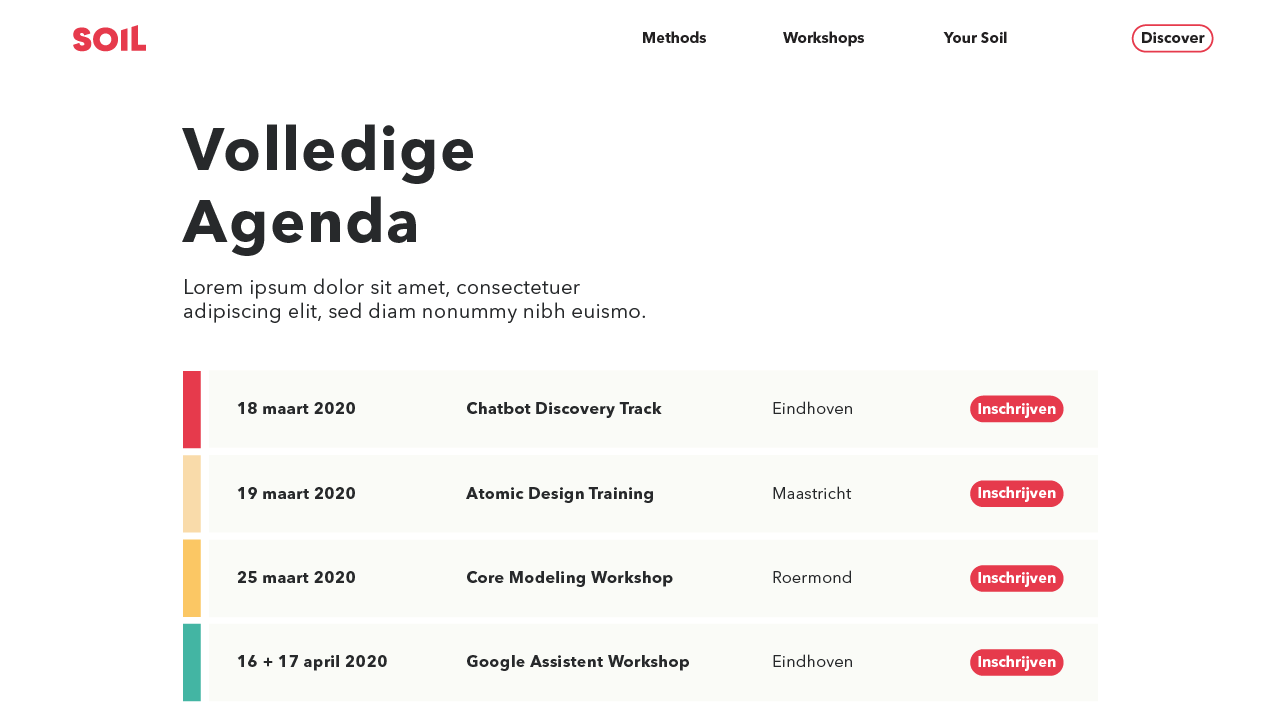 SOIL
Methods
Workshops
Your Soil
Discover
Volledige
Agenda
Lorem ipsum dolor sit amet, consectetuer
adipiscing elit, sed diam nonummy nibh euismo.
18 maart 2020
Chatbot Discovery Track
Eindhoven
Inschrijven
19 maart 2020
Atomic Design Training
Maastricht
Inschrijven
25 maart 2020
Core Modeling Workshop
Roermond
Inschrijven
16 + 17 april 2020
Google Assistent Workshop
Eindhoven
Inschrijven